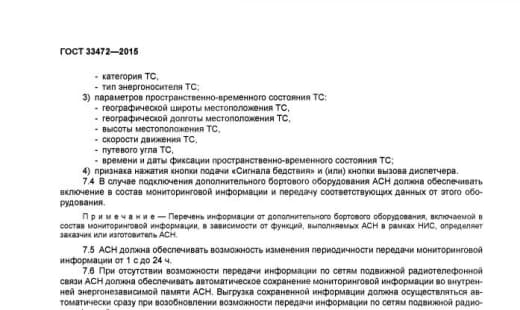 ГОСТ 33472—2015
- категория ТС,
- тип энергоносителя ТС;
3) параметров пространственно-временного состояния ТС:
- географической широты местоположения ТС,
- географической долготы местоположения ТС,
- высоты местоположения ТС,
- скорости движения ТС,
- путевого угла ТС,
- времени и даты фиксации пространственно-временного состояния ТС;
4) признака нажатия кнопки подачи «Сигнала бедствия» и (или) кнопки вызова диспетчера.
7.4 В случае подключения дополнительного бортового оборудования АСН должна обеспечивать
включение в состав мониторинговой информации и передачу соответствующих данных от этого обо-
рудования.
Примечание — Перечень информации от дополнительного бортового оборудования, включаемой в
состав мониторинговой информации, в зависимости от функций, выполняемых АСН в рамках НИС, определяет
заказчик или изготовитель АСН.
7.5 АСН должна обеспечивать возможность изменения периодичности передачи мониторинговой
информации от 1 с до 24 ч.
7.6 При отсутствии возможности передачи информации по сетям подвижной радиотелефонной
связи АСН должна обеспечивать автоматическое сохранение мониторинговой информации во внутрен-
ней энергонезависимой памяти АСН. Выгрузка сохраненной информации должна осуществляться ав-
томатически сразу при возобновлении возможности передачи информации по сетям подвижной радио-